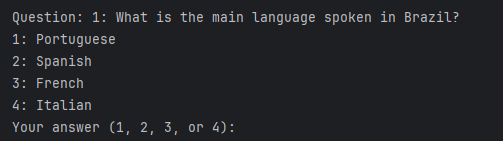 Question: 1: What is the main language spoken in Brazil?
1: Portuguese
2: Spanish
3: French
4: Italian
Your answer (1, 2, 3, or 4):